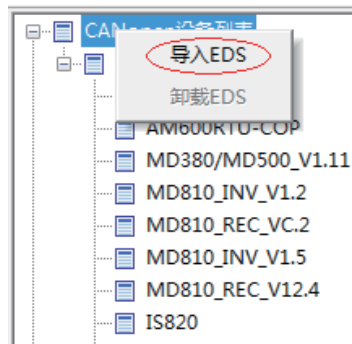 CANopen设备列表
导入EDS
卸载EDS
AM600RTU-COP
MD380/MD500_V1.11
MD810_INV_V1.2
MD810_REC_VC.2
MD810_INV_V1.5
MD810_REC_V12.4
IS820